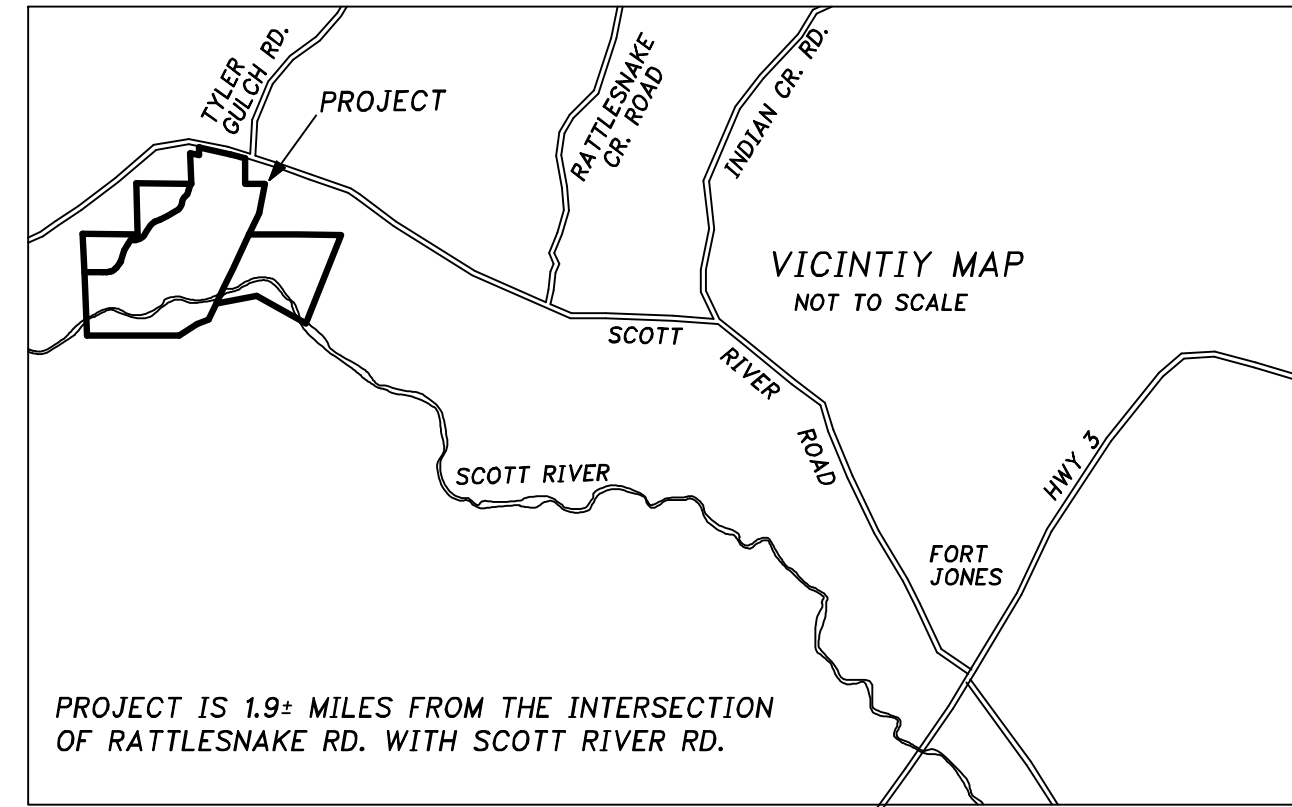 TYLER
GULCH RD.
PROJECT
RATTLESNAKE
CR. ROAD
INDIAN CR. RD.
VICINTIY MAP
NOT TO SCALE
SCOTT
RIVER
ROAD
HWY 3
SCOTT RIVER
FORT
JONES
PROJECT IS 1.9± MILES FROM THE INTERSECTION
OF RATTLESNAKE RD. WITH SCOTT RIVER RD.